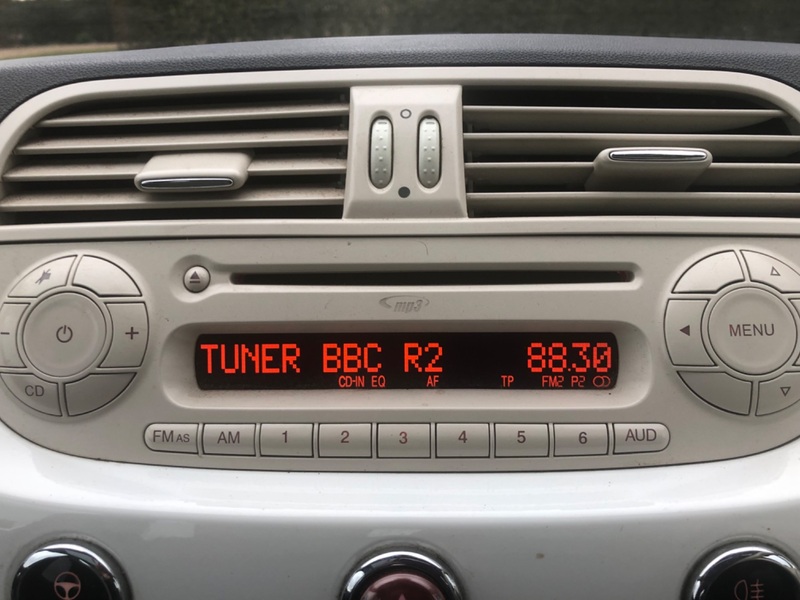 mp3
TUNER BBC R2 88.30
CD-IN EQ AF TP FM2 P2
− + MENU
CD
FM AS AM 1 2 3 4 5 6 AUD